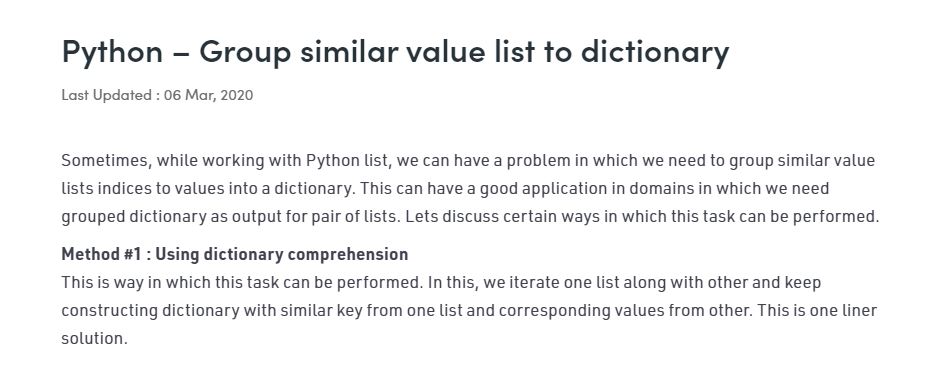 Python – Group similar value list to dictionary
Last Updated : 06 Mar, 2020
Sometimes, while working with Python list, we can have a problem in which we need to group similar value
lists indices to values into a dictionary. This can have a good application in domains in which we need
grouped dictionary as output for pair of lists. Lets discuss certain ways in which this task can be performed.
Method #1 : Using dictionary comprehension
This is way in which this task can be performed. In this, we iterate one list along with other and keep
constructing dictionary with similar key from one list and corresponding values from other. This is one liner
solution.